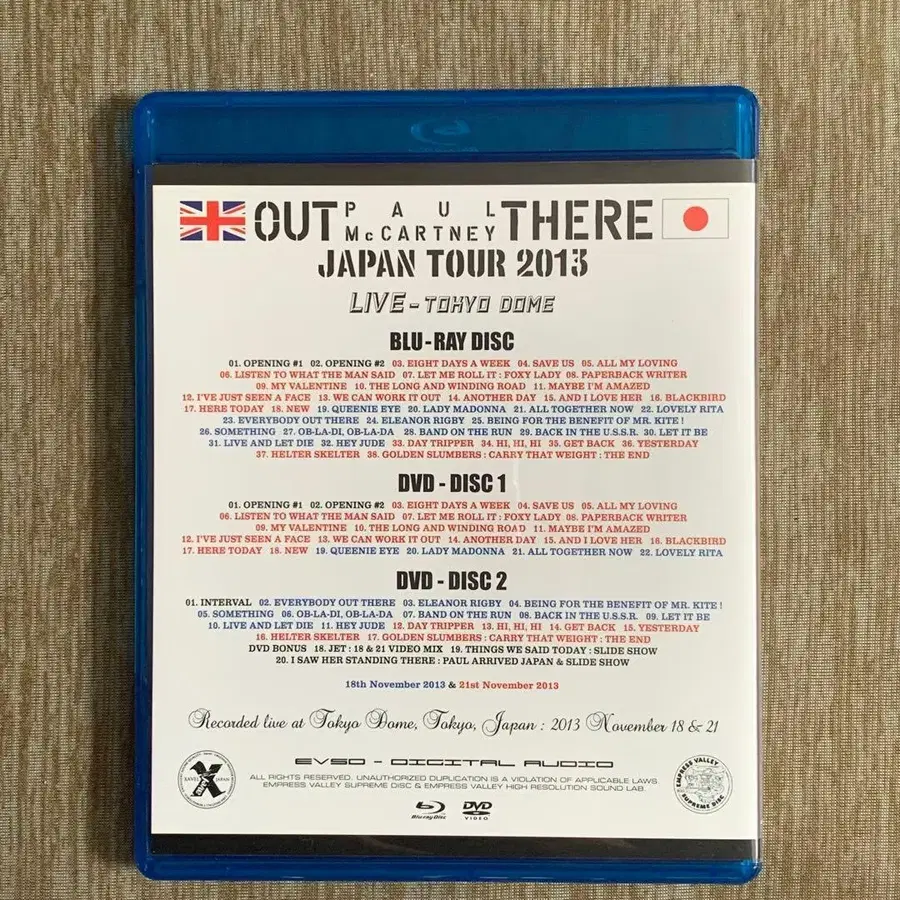 OUT PAUL McCARTNEY THERE
JAPAN TOUR 2013
LIVE - TOKYO DOME
BLU-RAY DISC
01. OPENING #1 02. OPENING #2 03. EIGHT DAYS A WEEK 04. SAVE US 05. ALL MY LOVING
06. LISTEN TO WHAT THE MAN SAID 07. LET ME ROLL IT : FOXY LADY 08. PAPERBACK WRITER
09. MY VALENTINE 10. THE LONG AND WINDING ROAD 11. MAYBE I'M AMAZED
12. I'VE JUST SEEN A FACE 13. WE CAN WORK IT OUT 14. ANOTHER DAY 15. AND I LOVE HER 16. BLACKBIRD
17. HERE TODAY 18. NEW 19. QUEENIE EYE 20. LADY MADONNA 21. ALL TOGETHER NOW 22. LOVELY RITA
23. EVERYBODY OUT THERE 24. ELEANOR RIGBY 25. BEING FOR THE BENEFIT OF MR. KITE !
26. SOMETHING 27. OB-LA-DI, OB-LA-DA 28. BAND ON THE RUN 29. BACK IN THE U.S.S.R. 30. LET IT BE
31. LIVE AND LET DIE 32. HEY JUDE 33. DAY TRIPPER 34. HI, HI, HI 35. GET BACK 36. YESTERDAY
37. HELTER SKELTER 38. GOLDEN SLUMBERS : CARRY THAT WEIGHT : THE END
DVD - DISC 1
01. OPENING #1 02. OPENING #2 03. EIGHT DAYS A WEEK 04. SAVE US 05. ALL MY LOVING
06. LISTEN TO WHAT THE MAN SAID 07. LET ME ROLL IT : FOXY LADY 08. PAPERBACK WRITER
09. MY VALENTINE 10. THE LONG AND WINDING ROAD 11. MAYBE I'M AMAZED
12. I'VE JUST SEEN A FACE 13. WE CAN WORK IT OUT 14. ANOTHER DAY 15. AND I LOVE HER 16. BLACKBIRD
17. HERE TODAY 18. NEW 19. QUEENIE EYE 20. LADY MADONNA 21. ALL TOGETHER NOW 22. LOVELY RITA
DVD - DISC 2
01. INTERVAL 02. EVERYBODY OUT THERE 03. ELEANOR RIGBY 04. BEING FOR THE BENEFIT OF MR. KITE !
05. SOMETHING 06. OB-LA-DI, OB-LA-DA 07. BAND ON THE RUN 08. BACK IN THE U.S.S.R. 09. LET IT BE
10. LIVE AND LET DIE 11. HEY JUDE 12. DAY TRIPPER 13. HI, HI, HI 14. GET BACK 15. YESTERDAY
16. HELTER SKELTER 17. GOLDEN SLUMBERS : CARRY THAT WEIGHT : THE END
DVD BONUS 18. JET : 18 & 21 VIDEO MIX 19. THINGS WE SAID TODAY : SLIDE SHOW
20. I SAW HER STANDING THERE : PAUL ARRIVED JAPAN & SLIDE SHOW
18th November 2013 & 21st November 2013
Recorded live at Tokyo Dome, Tokyo, Japan : 2013 November 18 & 21
EVSD - DIGITAL AUDIO
ALL RIGHTS RESERVED. UNAUTHORIZED DUPLICATION IS A VIOLATION OF APPLICABLE LAWS.
EMPRESS VALLEY SUPREME DISC & EMPRESS VALLEY HIGH RESOLUTION SOUND LAB.
XAVEL JAPAN
EMPRESS VALLEY
SUPREME DISC
Blu-ray Disc
DVD
VIDEO